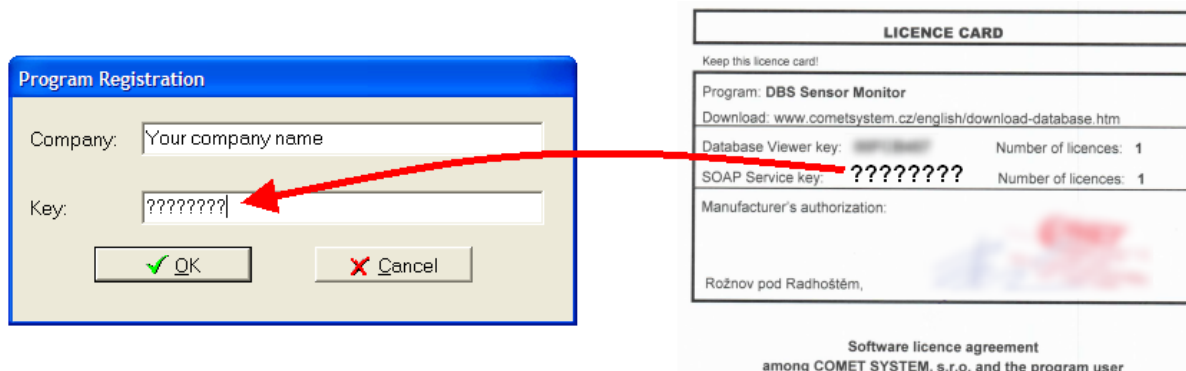 Program Registration
Company: Your company name
Key: ????????
OK Cancel
LICENCE CARD
Keep this licence card!
Program: DBS Sensor Monitor
Download: www.cometsystem.cz/english/download-database.htm
Database Viewer key: Number of licences: 1
SOAP Service key: ???????? Number of licences: 1
Manufacturer's authorization:
Rožnov pod Radhoštěm,
Software licence agreement
among COMET SYSTEM, s.r.o. and the program user